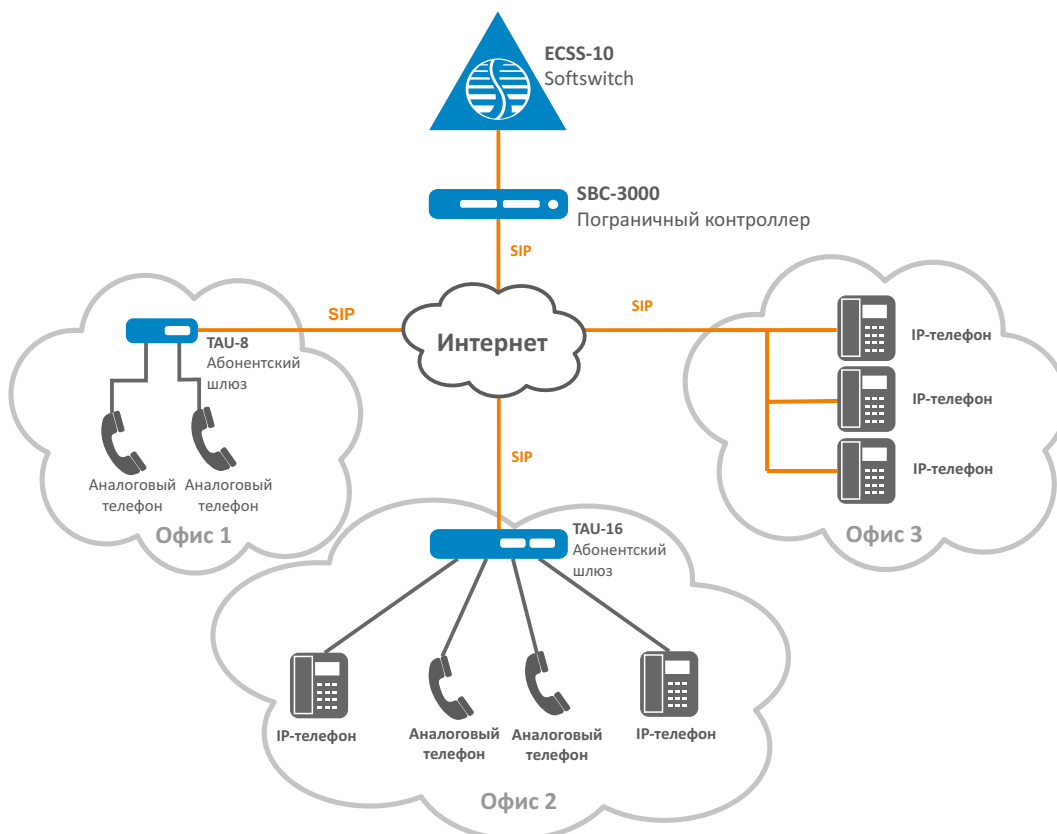 ECSS-10
Softswitch
SBC-3000
Пограничный контроллер
SIP
SIP
SIP
Интернет
TAU-8
Абонентский
шлюз
IP-телефон
IP-телефон
IP-телефон
Аналоговый
телефон
Аналоговый
телефон
Офис 1
SIP
Офис 3
TAU-16
Абонентский
шлюз
IP-телефон
Аналоговый
телефон
Аналоговый
телефон
IP-телефон
Офис 2